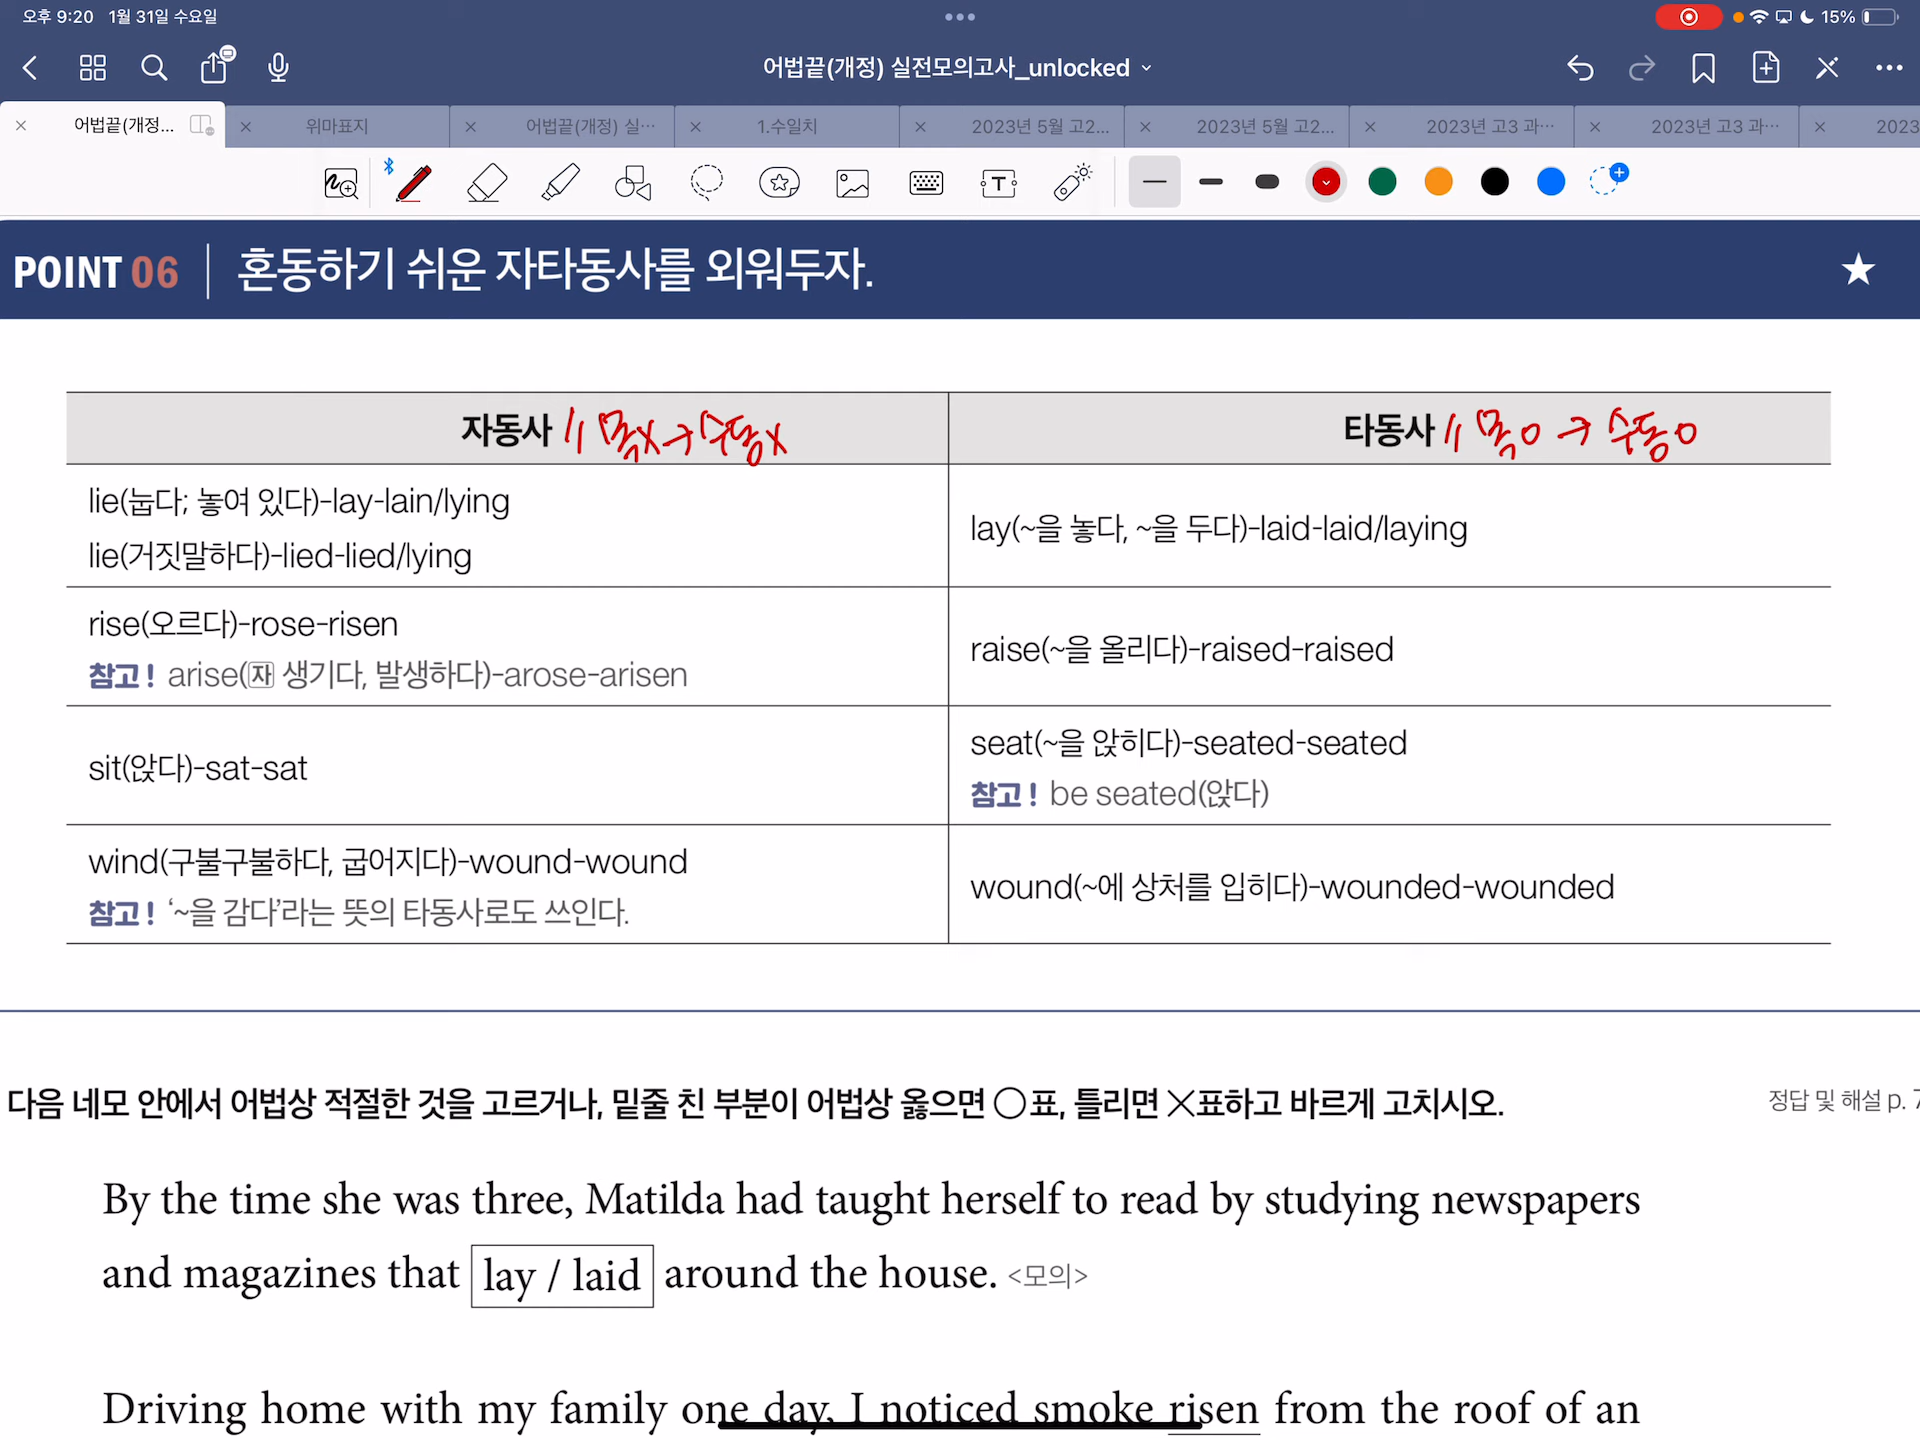 오후 9:20 1월 31일 수요일
15%
어법끝(개정) 실전모의고사_unlocked
어법끝(개정...
위마표지
어법끝(개정) 실…
1.수일치
2023년 5월 고2...
2023년 5월 고2...
2023년 고3 과…
2023년 고3 과…
2023
POINT 06 혼동하기 쉬운 자타동사를 외워두자. ★
자동사 // 목X→수동X
타동사 // 목O → 수동O
lie(눕다; 놓여 있다)-lay-lain/lying
lie(거짓말하다)-lied-lied/lying
lay(~을 놓다, ~을 두다)-laid-laid/laying
rise(오르다)-rose-risen
참고! arise(자 생기다, 발생하다)-arose-arisen
raise(~을 올리다)-raised-raised
sit(앉다)-sat-sat
seat(~을 앉히다)-seated-seated
참고! be seated(앉다)
wind(구불구불하다, 굽어지다)-wound-wound
참고! ‘~을 감다’라는 뜻의 타동사로도 쓰인다.
wound(~에 상처를 입히다)-wounded-wounded
다음 네모 안에서 어법상 적절한 것을 고르거나, 밑줄 친 부분이 어법상 옳으면 ○표, 틀리면 ×표하고 바르게 고치시오.
정답 및 해설 p. 7
By the time she was three, Matilda had taught herself to read by studying newspapers
and magazines that lay / laid around the house. <모의>
Driving home with my family one day, I noticed smoke risen from the roof of an